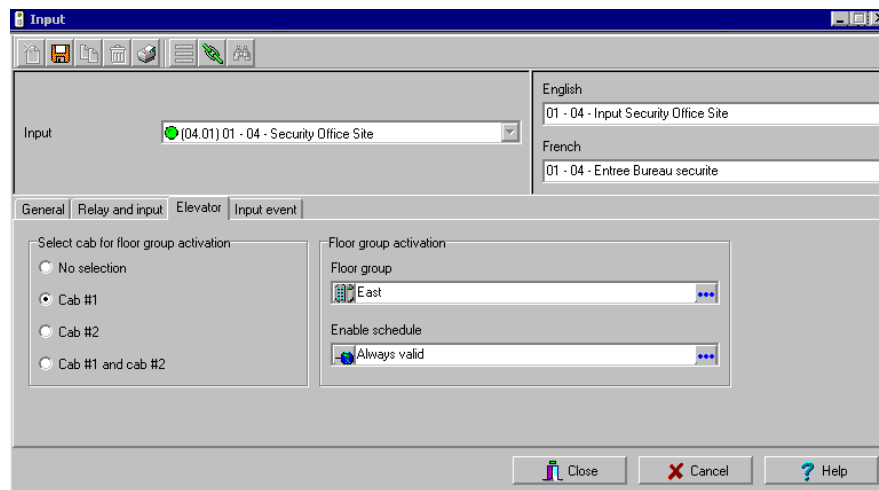 Input
English
01 - 04 - Input Security Office Site
Input
(04.01) 01 - 04 - Security Office Site
French
01 - 04 - Entree Bureau securite
General
Relay and input
Elevator
Input event
Select cab for floor group activation
No selection
Cab #1
Cab #2
Cab #1 and cab #2
Floor group activation
Floor group
East
Enable schedule
Always valid
Close
Cancel
? Help